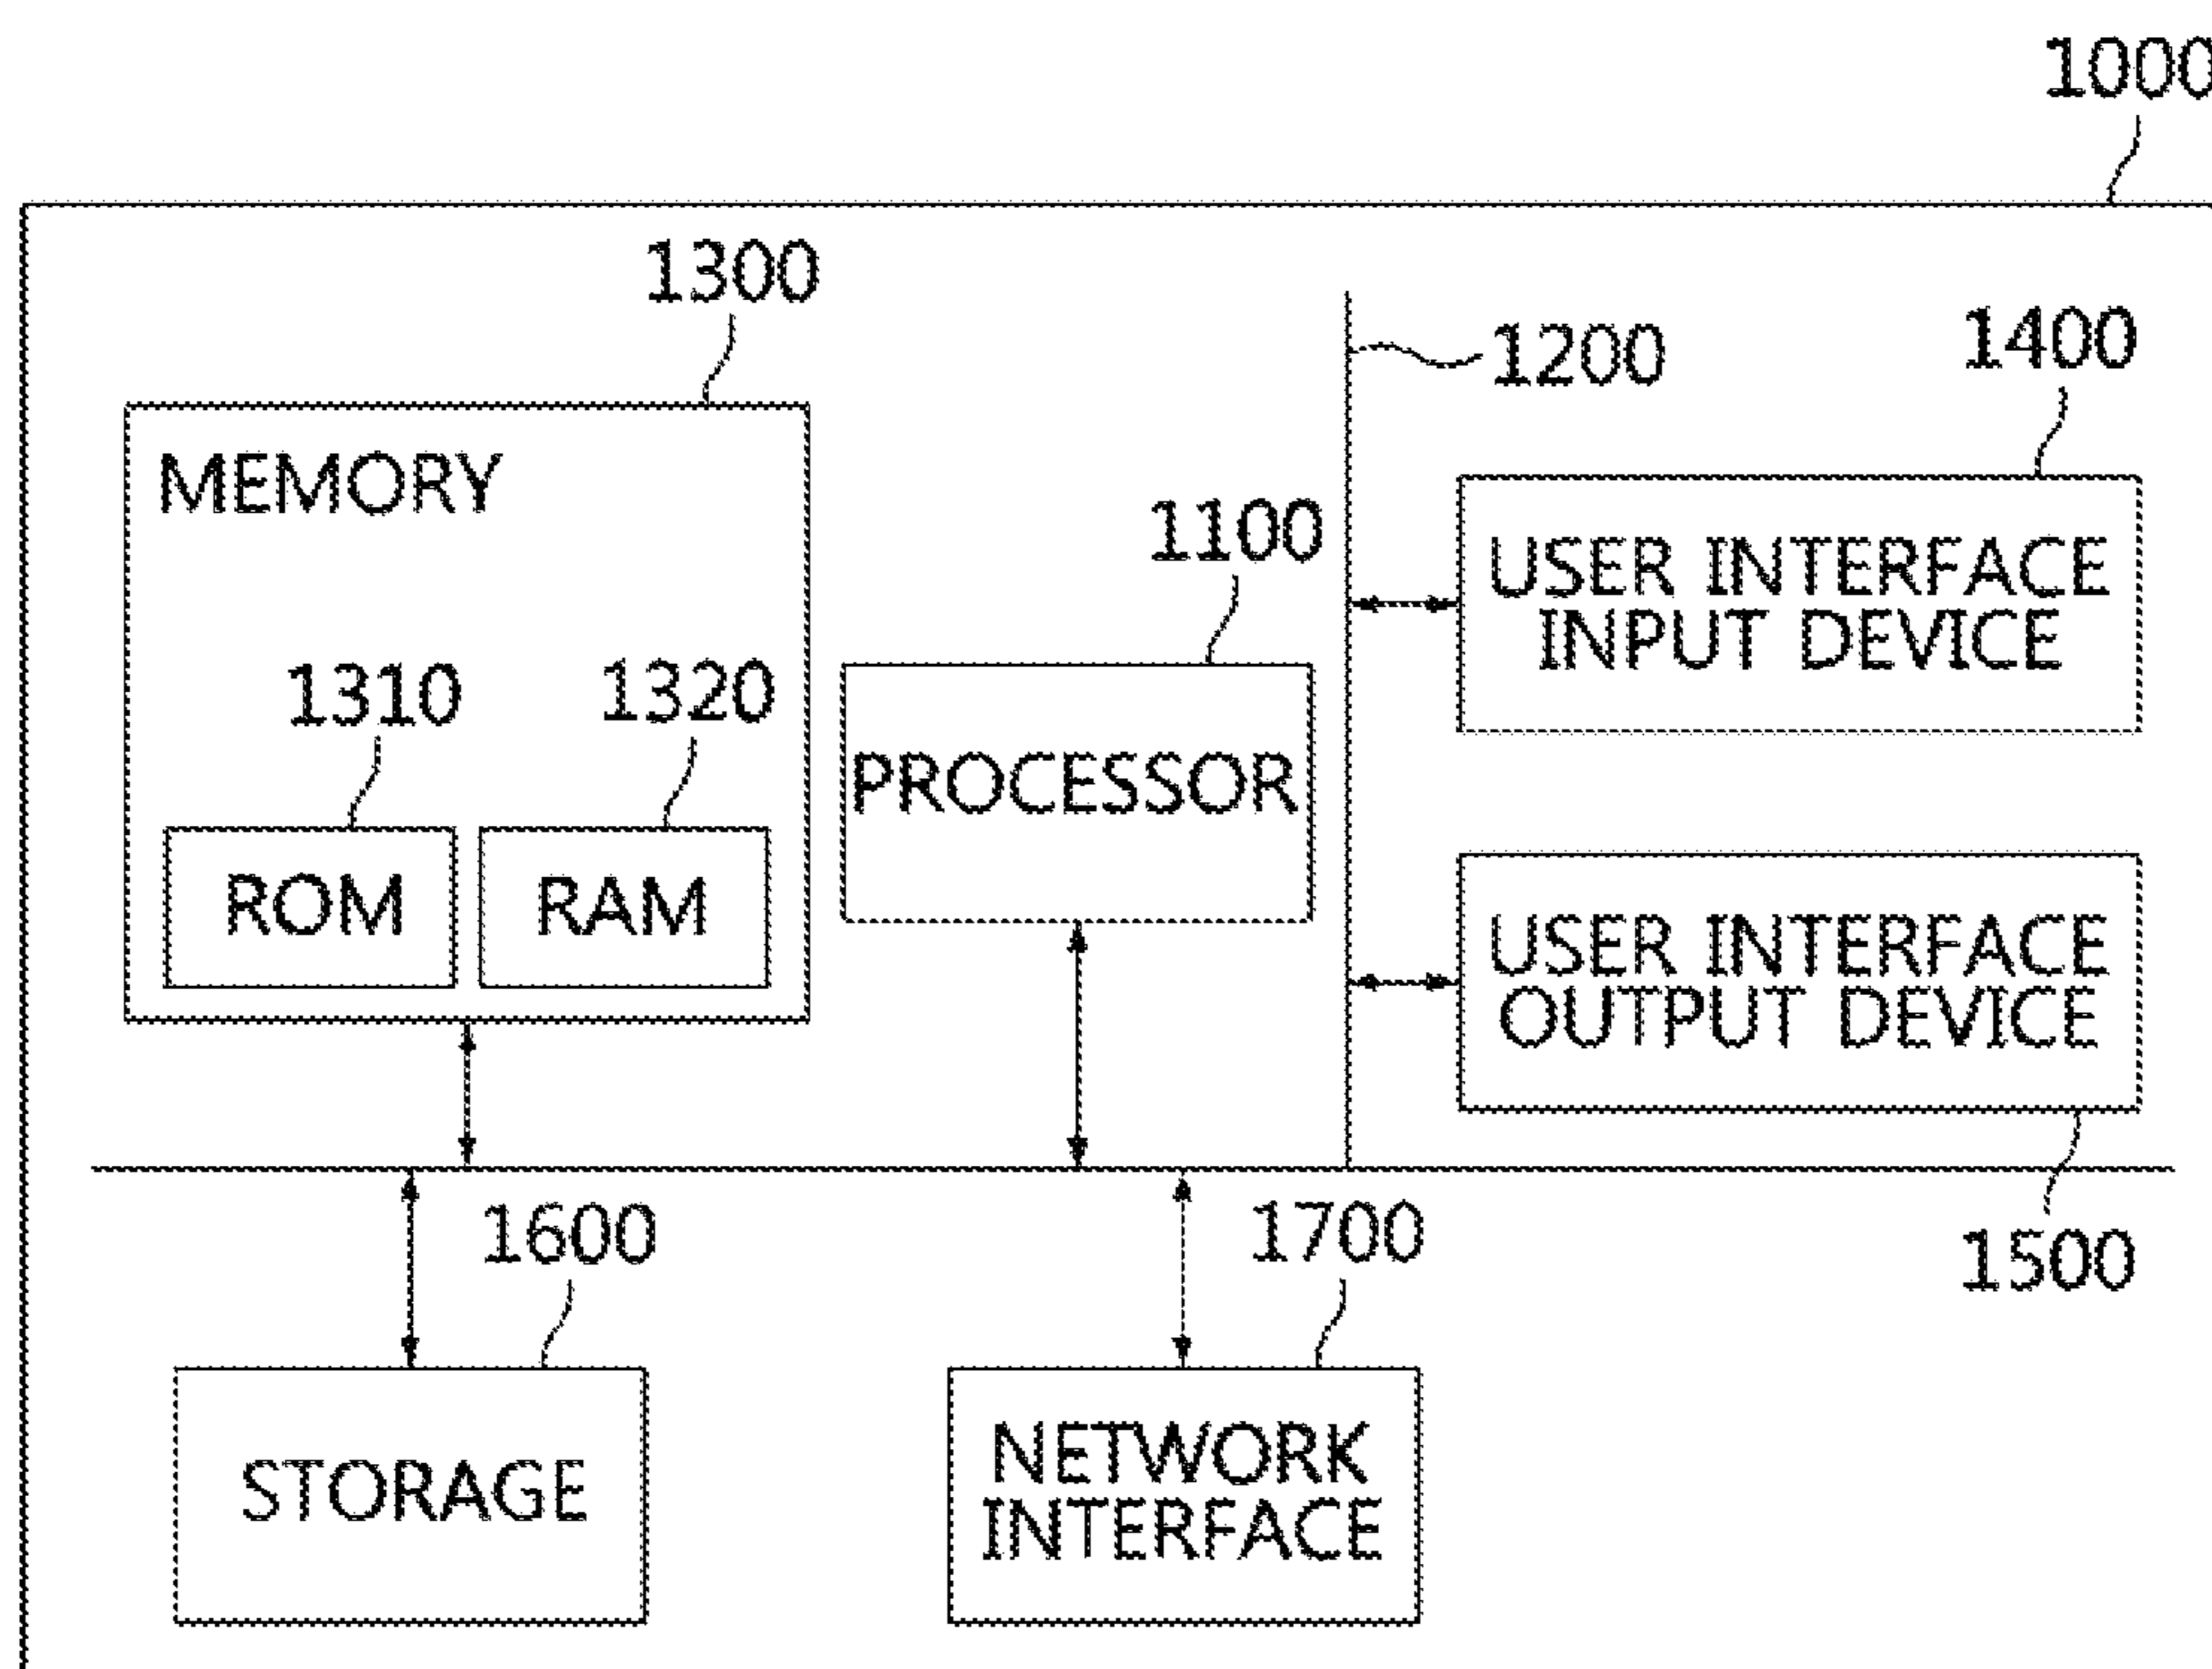 1000
1300
1200
1400
MEMORY
1100
USER INTERFACE
INPUT DEVICE
1310
1320
PROCESSOR
ROM
RAM
USER INTERFACE
OUTPUT DEVICE
1600
1700
1500
STORAGE
NETWORK
INTERFACE